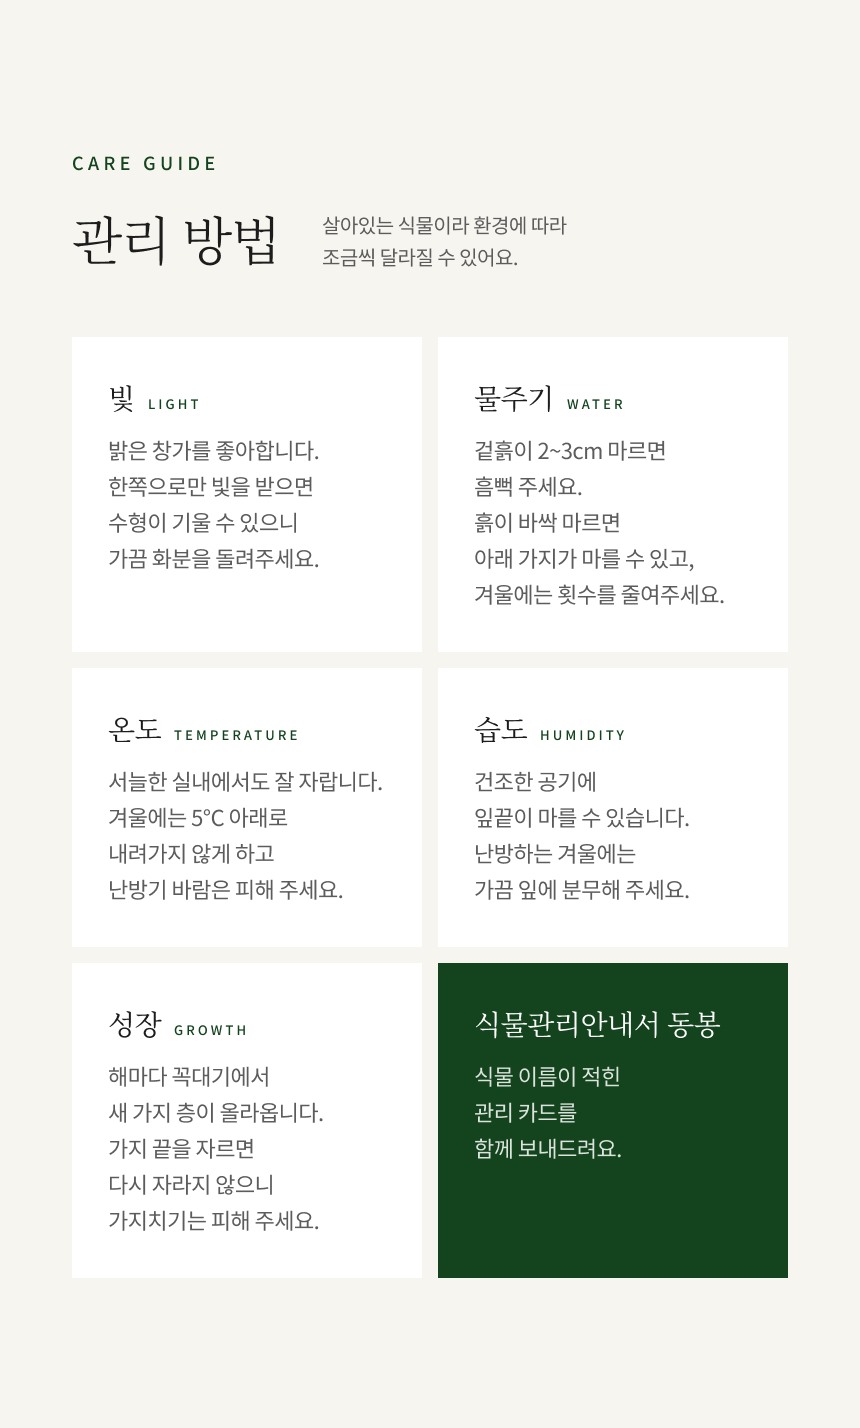 CARE GUIDE
관리 방법
살아있는 식물이라 환경에 따라
조금씩 달라질 수 있어요.
빛 LIGHT
밝은 창가를 좋아합니다.
한쪽으로만 빛을 받으면
수형이 기울 수 있으니
가끔 화분을 돌려주세요.
물주기 WATER
겉흙이 2~3cm 마르면
흠뻑 주세요.
흙이 바싹 마르면
아래 가지가 마를 수 있고,
겨울에는 횟수를 줄여주세요.
온도 TEMPERATURE
서늘한 실내에서도 잘 자랍니다.
겨울에는 5℃ 아래로
내려가지 않게 하고
난방기 바람은 피해 주세요.
습도 HUMIDITY
건조한 공기에
잎끝이 마를 수 있습니다.
난방하는 겨울에는
가끔 잎에 분무해 주세요.
성장 GROWTH
해마다 꼭대기에서
새 가지 층이 올라옵니다.
가지 끝을 자르면
다시 자라지 않으니
가지치기는 피해 주세요.
식물관리안내서 동봉
식물 이름이 적힌
관리 카드를
함께 보내드려요.